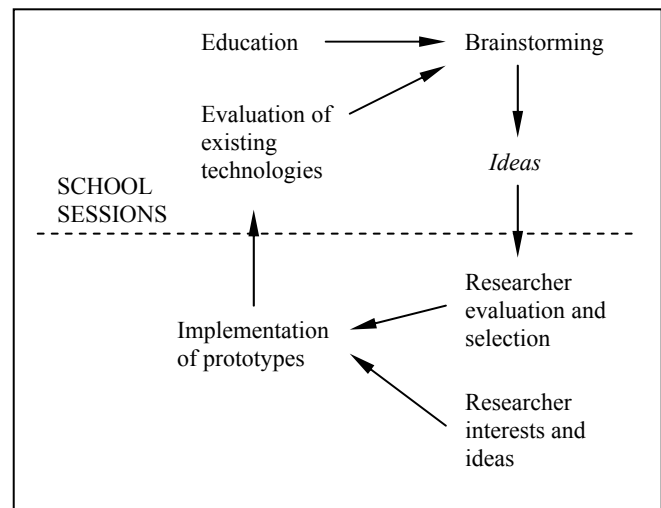 Education
Brainstorming
Evaluation of
existing
technologies
Ideas
SCHOOL
SESSIONS
Researcher
evaluation and
selection
Implementation
of prototypes
Researcher
interests and
ideas